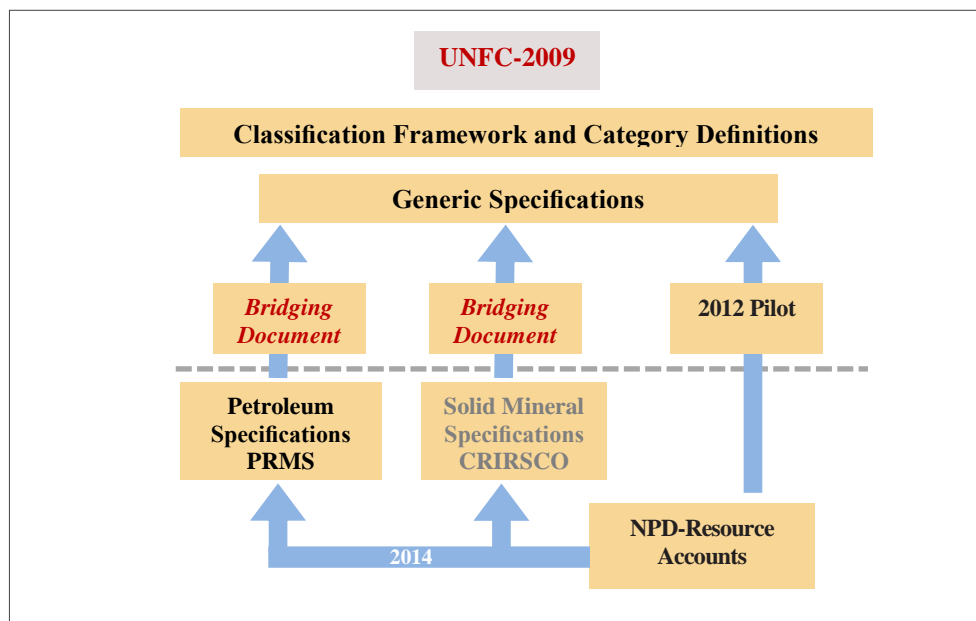 UNFC-2009
Classification Framework and Category Definitions
Generic Specifications
Bridging
Document
Bridging
Document
2012 Pilot
Petroleum
Specifications
PRMS
Solid Mineral
Specifications
CRIRSCO
NPD-Resource
Accounts
2014